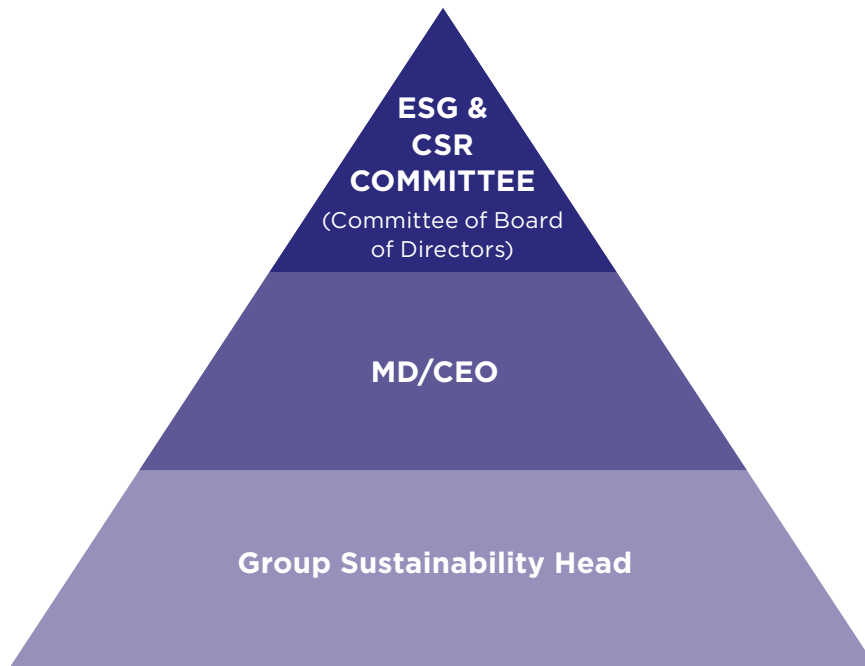 ESG &
CSR
COMMITTEE
(Committee of Board
of Directors)
MD/CEO
Group Sustainability Head